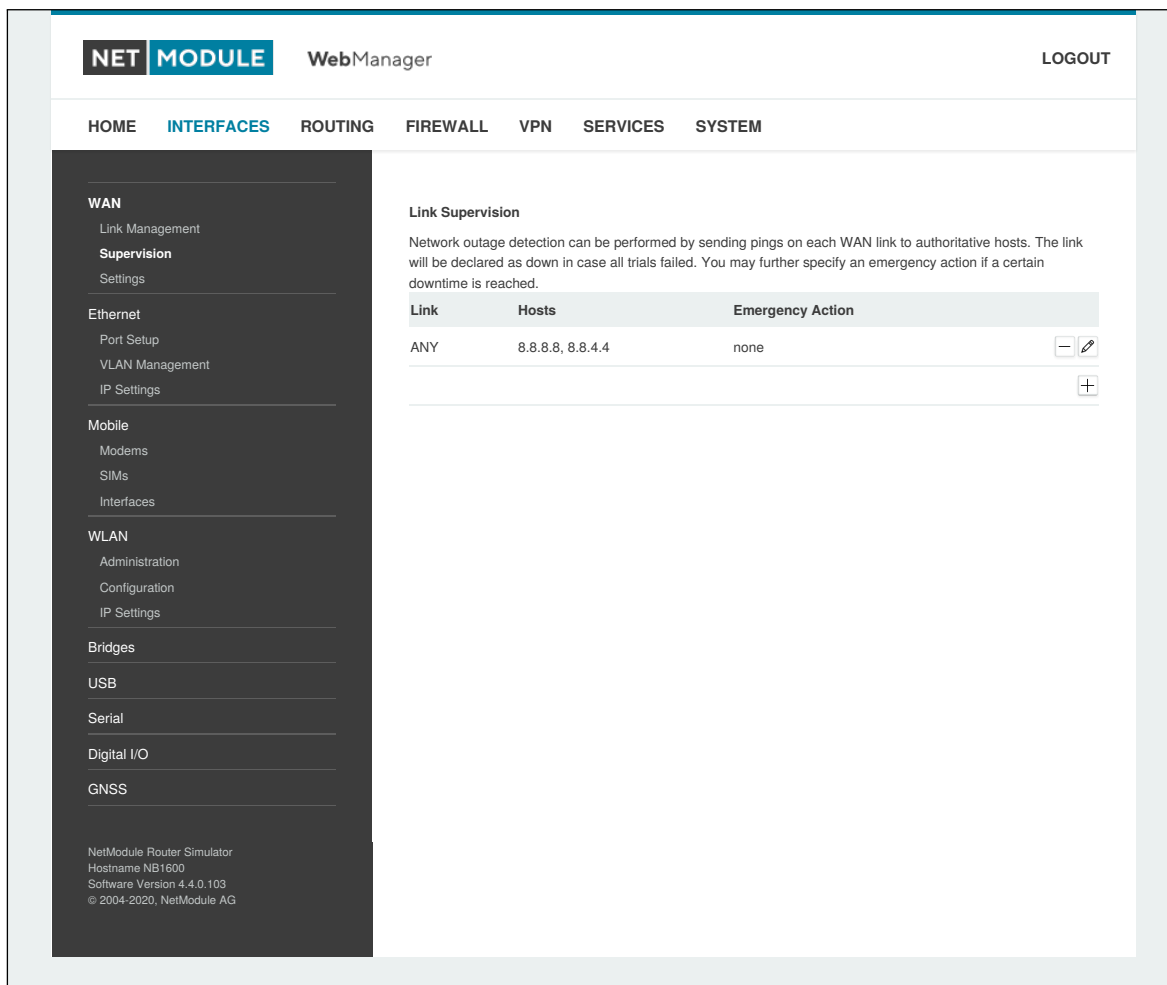 NET MODULE WebManager LOGOUT
HOME INTERFACES ROUTING FIREWALL VPN SERVICES SYSTEM
WAN
Link Management
Supervision
Settings
Ethernet
Port Setup
VLAN Management
IP Settings
Mobile
Modems
SIMs
Interfaces
WLAN
Administration
Configuration
IP Settings
Bridges
USB
Serial
Digital I/O
GNSS
NetModule Router Simulator
Hostname NB1600
Software Version 4.4.0.103
© 2004-2020, NetModule AG
Link Supervision
Network outage detection can be performed by sending pings on each WAN link to authoritative hosts. The link
will be declared as down in case all trials failed. You may further specify an emergency action if a certain
downtime is reached.
Link Hosts Emergency Action
ANY 8.8.8.8, 8.8.4.4 none